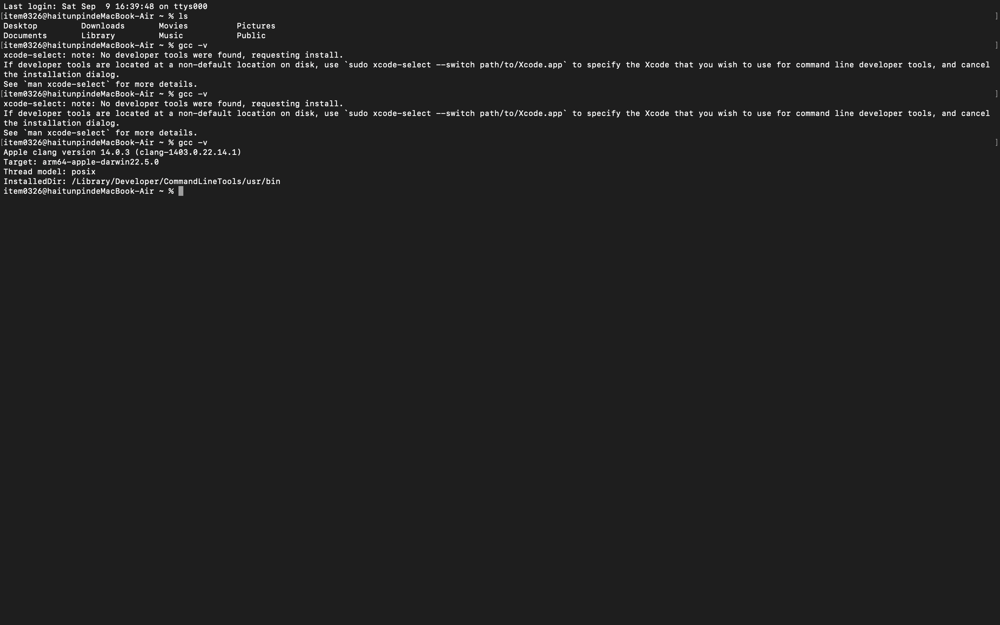 Last login: Sat Sep  9 16:39:48 on ttys000
[item0326@haitunpindeMacBook-Air ~ % ls ]
Desktop         Downloads       Movies          Pictures
Documents       Library         Music           Public
[item0326@haitunpindeMacBook-Air ~ % gcc -v ]
xcode-select: note: No developer tools were found, requesting install.
If developer tools are located at a non-default location on disk, use `sudo xcode-select --switch path/to/Xcode.app` to specify the Xcode that you wish to use for command line developer tools, and cancel
the installation dialog.
See `man xcode-select` for more details.
[item0326@haitunpindeMacBook-Air ~ % gcc -v ]
xcode-select: note: No developer tools were found, requesting install.
If developer tools are located at a non-default location on disk, use `sudo xcode-select --switch path/to/Xcode.app` to specify the Xcode that you wish to use for command line developer tools, and cancel
the installation dialog.
See `man xcode-select` for more details.
[item0326@haitunpindeMacBook-Air ~ % gcc -v ]
Apple clang version 14.0.3 (clang-1403.0.22.14.1)
Target: arm64-apple-darwin22.5.0
Thread model: posix
InstalledDir: /Library/Developer/CommandLineTools/usr/bin
item0326@haitunpindeMacBook-Air ~ %